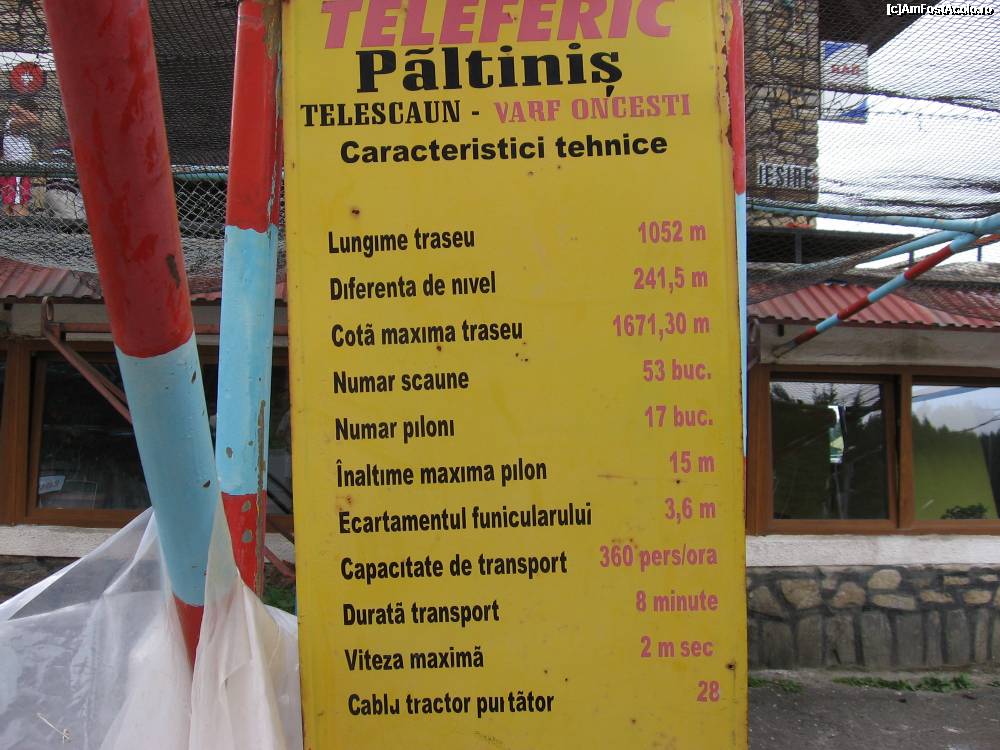 [c]AmFostAcolo.ro
TELEFERIC
Păltiniș
TELESCAUN - VARF ONCESTI
Caracteristici tehnice
BAR
IESIRE
Lungime traseu 1052 m
Diferenta de nivel 241,5 m
Cotă maxima traseu 1671,30 m
Numar scaune 53 buc.
Numar piloni 17 buc.
Înaltime maxima pilon 15 m
Ecartamentul funicularului 3,6 m
Capacitate de transport 360 pers/ora
Durată transport 8 minute
Viteza maximă 2 m sec
Cablu tractor purtător 28